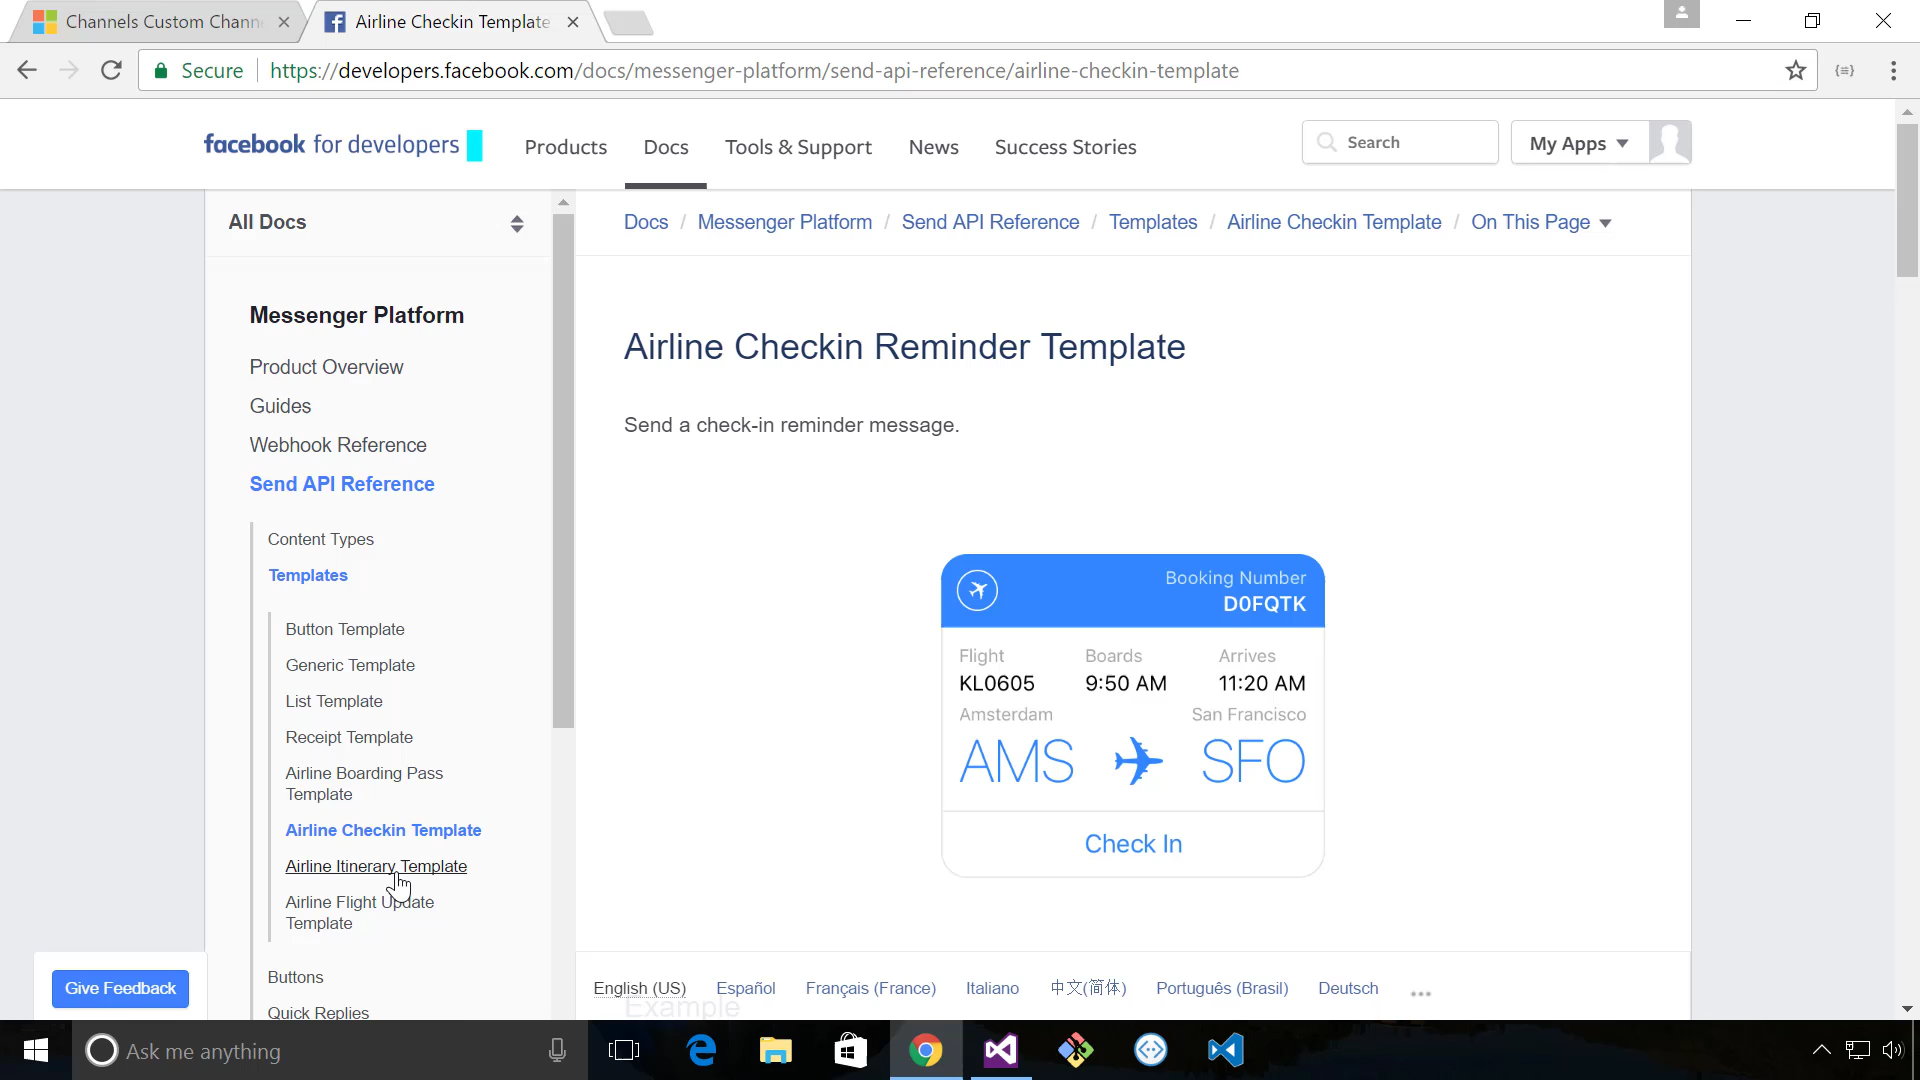 Channels Custom Chann
Airline Checkin Template
Secure
https://developers.facebook.com/docs/messenger-platform/send-api-reference/airline-checkin-template
facebook for developers
Products
Docs
Tools & Support
News
Success Stories
Search
My Apps
All Docs
Docs / Messenger Platform / Send API Reference / Templates / Airline Checkin Template / On This Page
Messenger Platform
Product Overview
Guides
Webhook Reference
Send API Reference
Content Types
Templates
Button Template
Generic Template
List Template
Receipt Template
Airline Boarding Pass
Template
Airline Checkin Template
Airline Itinerary Template
Airline Flight Update
Template
Buttons
Quick Replies
Give Feedback
Airline Checkin Reminder Template
Send a check-in reminder message.
Booking Number
D0FQTK
Flight Boards Arrives
KL0605 9:50 AM 11:20 AM
Amsterdam San Francisco
AMS SFO
Check In
English (US) Español Français (France) Italiano 中文(简体) Português (Brasil) Deutsch
Example
Ask me anything